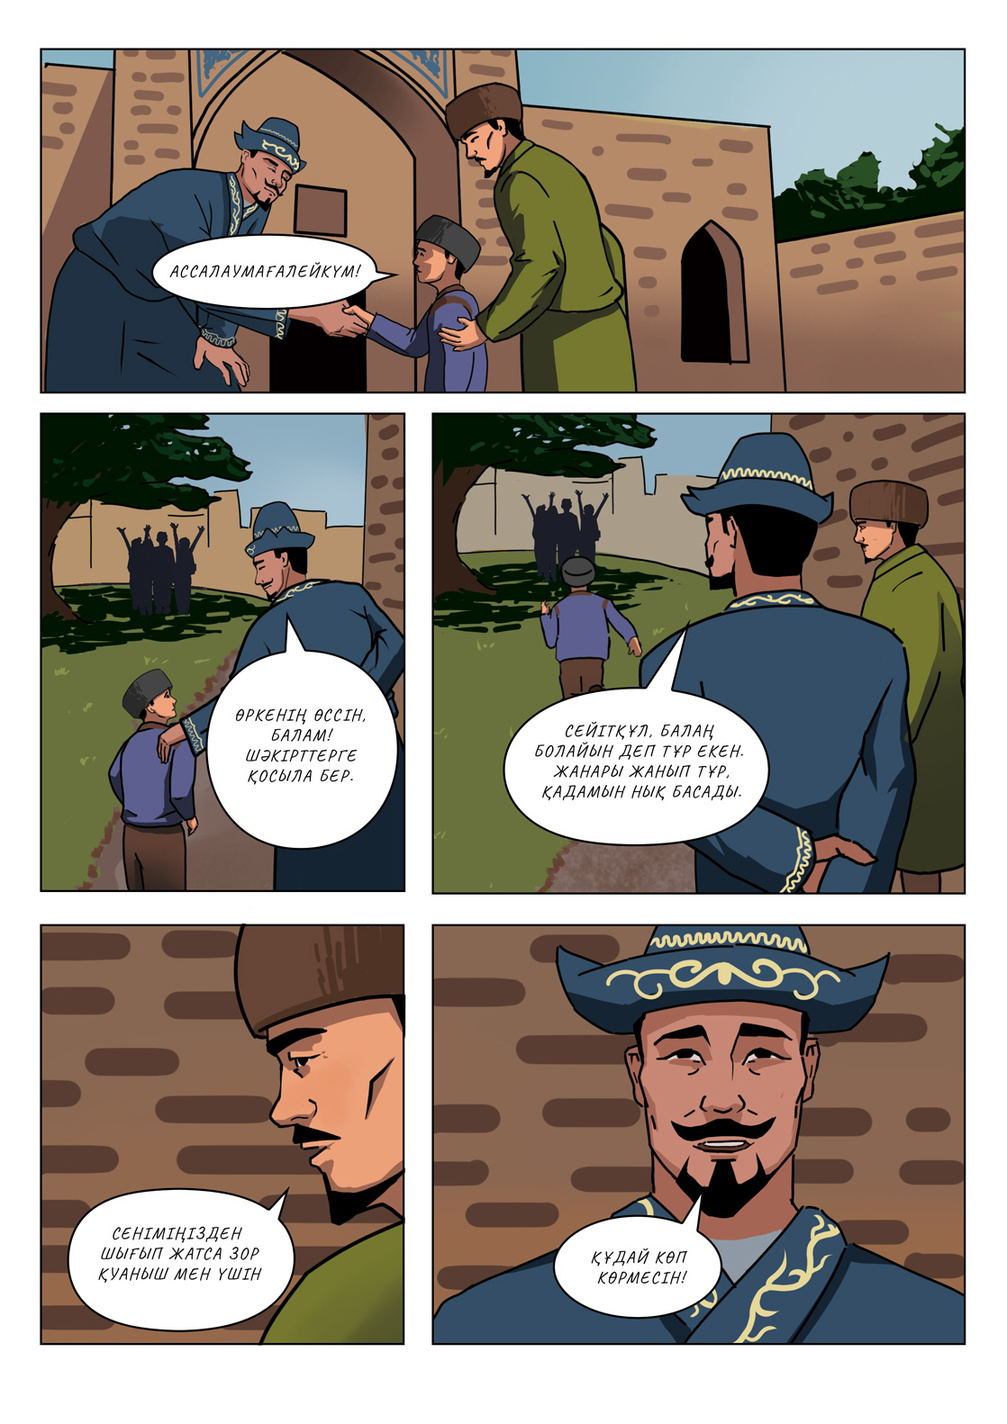 АССАЛАУМАҒАЛЕЙКҮМ!
ӨРКЕНІҢ ӨССІН,
БАЛАМ!
ШӘКІРТТЕРГЕ
ҚОСЫЛА БЕР.
СЕЙІТҚҰЛ, БАЛАҢ
БОЛАЙЫН ДЕП ТҰР ЕКЕН.
ЖАНАРЫ ЖАНЫП ТҰР,
ҚАДАМЫН НЫҚ БАСАДЫ.
СЕНІМІҢІЗДЕН
ШЫҒЫП ЖАТСА ЗОР
ҚУАНЫШ МЕН ҮШІН
ҚҰДАЙ КӨП
КӨРМЕСІН!